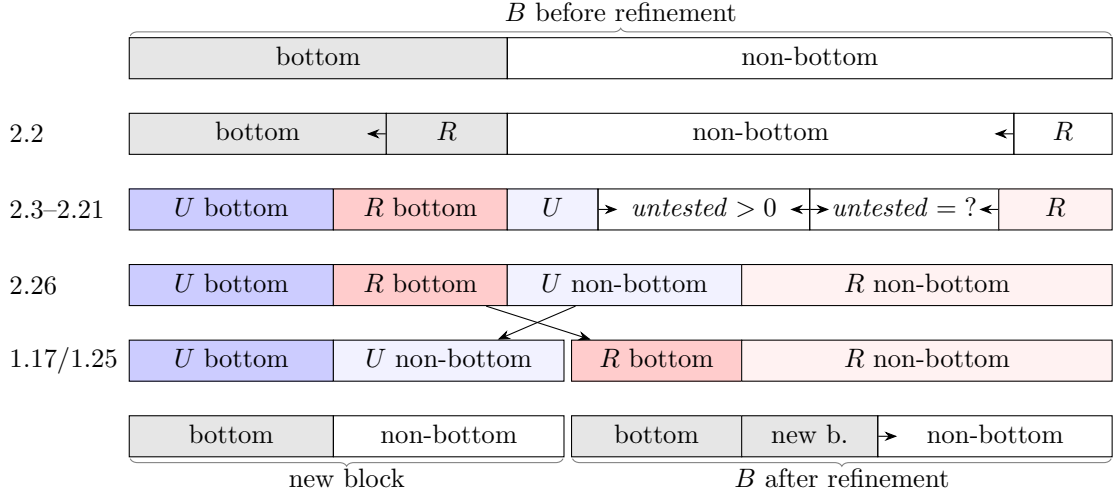 B before refinement
bottom non-bottom
2.2 bottom R non-bottom R
2.3–2.21 U bottom R bottom U untested > 0 untested = ? R
2.26 U bottom R bottom U non-bottom R non-bottom
1.17/1.25 U bottom U non-bottom R bottom R non-bottom
bottom non-bottom bottom new b. non-bottom
new block B after refinement